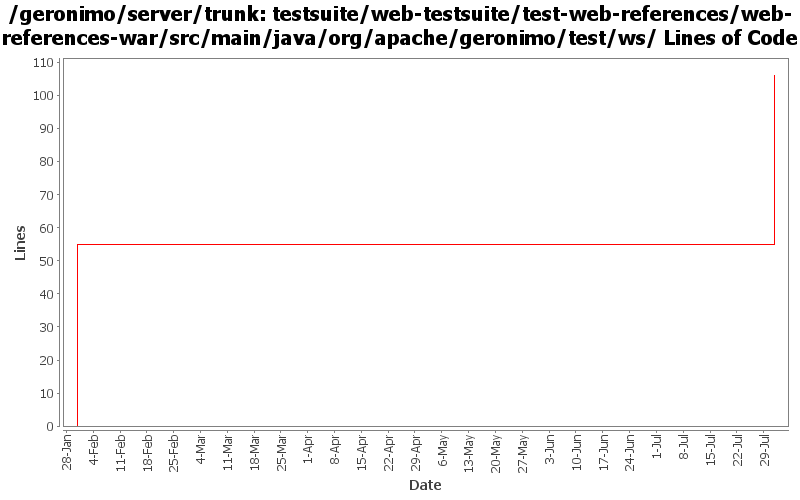 /geronimo/server/trunk: testsuite/web-testsuite/test-web-references/web-
references-war/src/main/java/org/apache/geronimo/test/ws/ Lines of Code
110
100
90
80
70
60
50
40
30
20
10
0
Lines
28-Jan
4-Feb
11-Feb
18-Feb
25-Feb
4-Mar
11-Mar
18-Mar
25-Mar
1-Apr
8-Apr
15-Apr
22-Apr
29-Apr
6-May
13-May
20-May
27-May
3-Jun
10-Jun
17-Jun
24-Jun
1-Jul
8-Jul
15-Jul
22-Jul
29-Jul
Date